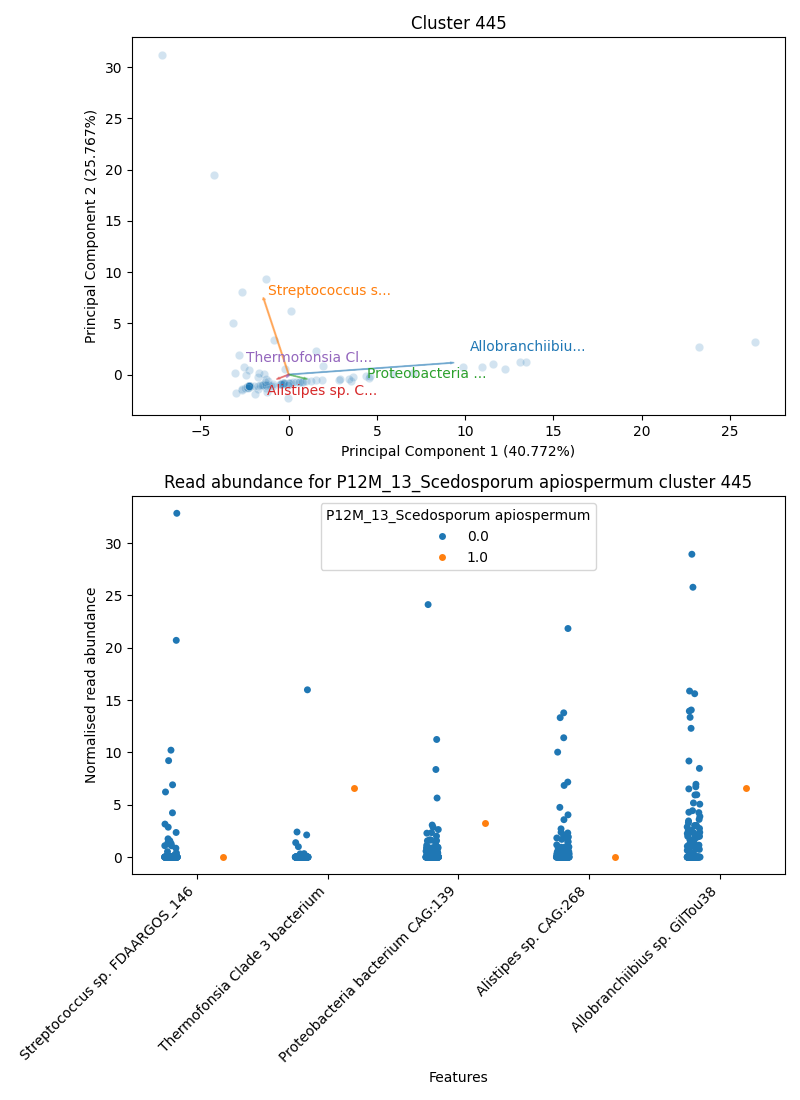 Cluster 445
30
25
20
15
10
5
0
Principal Component 2 (25.767%)
Streptococcus s...
Allobranchiibiu...
Thermofonsia Cl...
Proteobacteria ...
Alistipes sp. C...
−5
0
5
10
15
20
25
Principal Component 1 (40.772%)
Read abundance for P12M_13_Scedosporum apiospermum cluster 445
P12M_13_Scedosporum apiospermum
0.0
1.0
30
25
20
15
10
5
0
Normalised read abundance
Streptococcus sp. FDAARGOS_146
Thermofonsia Clade 3 bacterium
Proteobacteria bacterium CAG:139
Alistipes sp. CAG:268
Allobranchiibius sp. GilTou38
Features